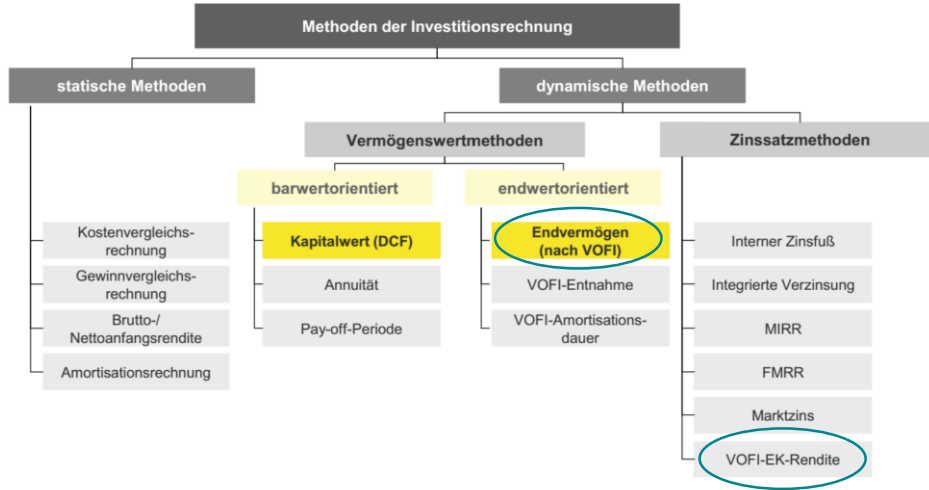 Methoden der Investitionsrechnung
statische Methoden
dynamische Methoden
Vermögenswertmethoden
Zinssatzmethoden
barwertorientiert
endwertorientiert
Kostenvergleichs-
rechnung
Gewinnvergleichs-
rechnung
Brutto-/
Nettoanfangsrendite
Amortisationsrechnung
Kapitalwert (DCF)
Annuität
Pay-off-Periode
Endvermögen
(nach VOFI)
VOFI-Entnahme
VOFI-Amortisations-
dauer
Interner Zinsfuß
Integrierte Verzinsung
MIRR
FMRR
Marktzins
VOFI-EK-Rendite